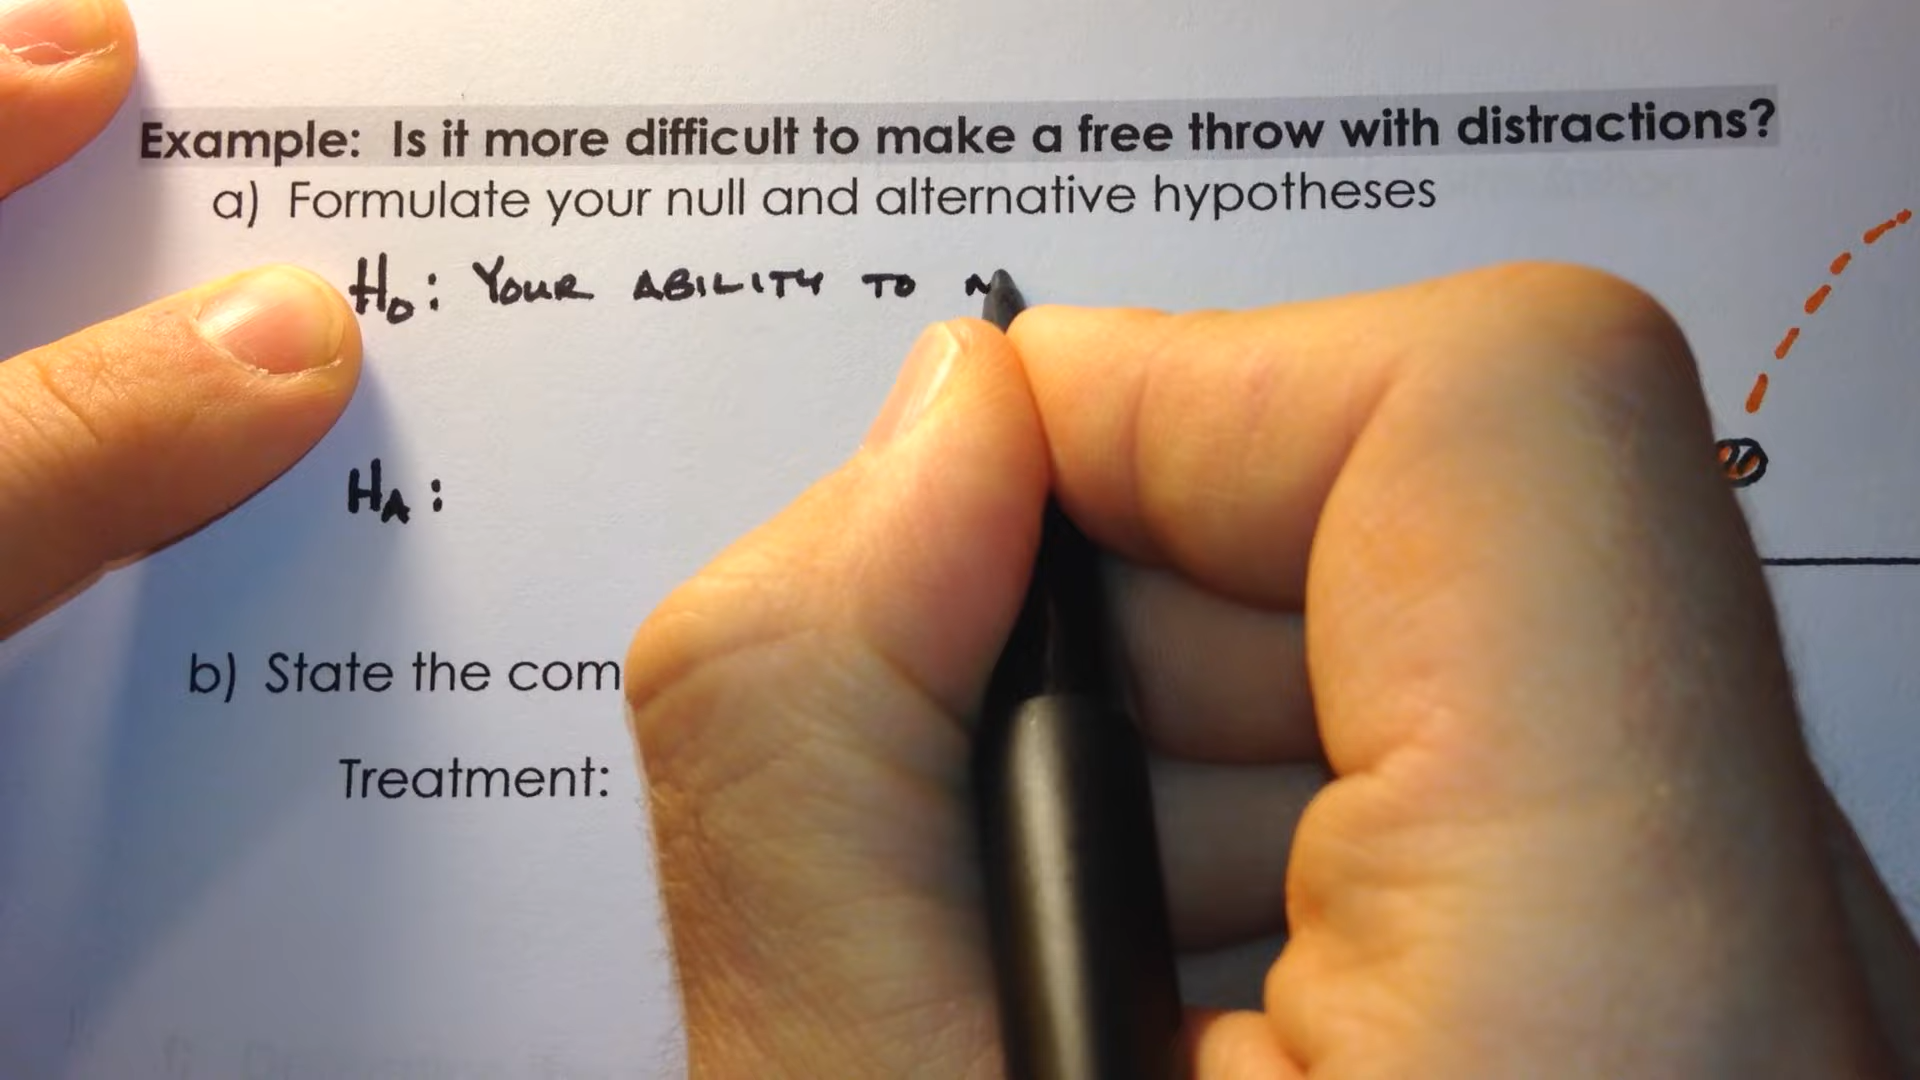 Example: Is it more difficult to make a free throw with distractions?
a) Formulate your null and alternative hypotheses
H₀: YOUR ABILITY TO
Hₐ:
b) State the com
Treatment: